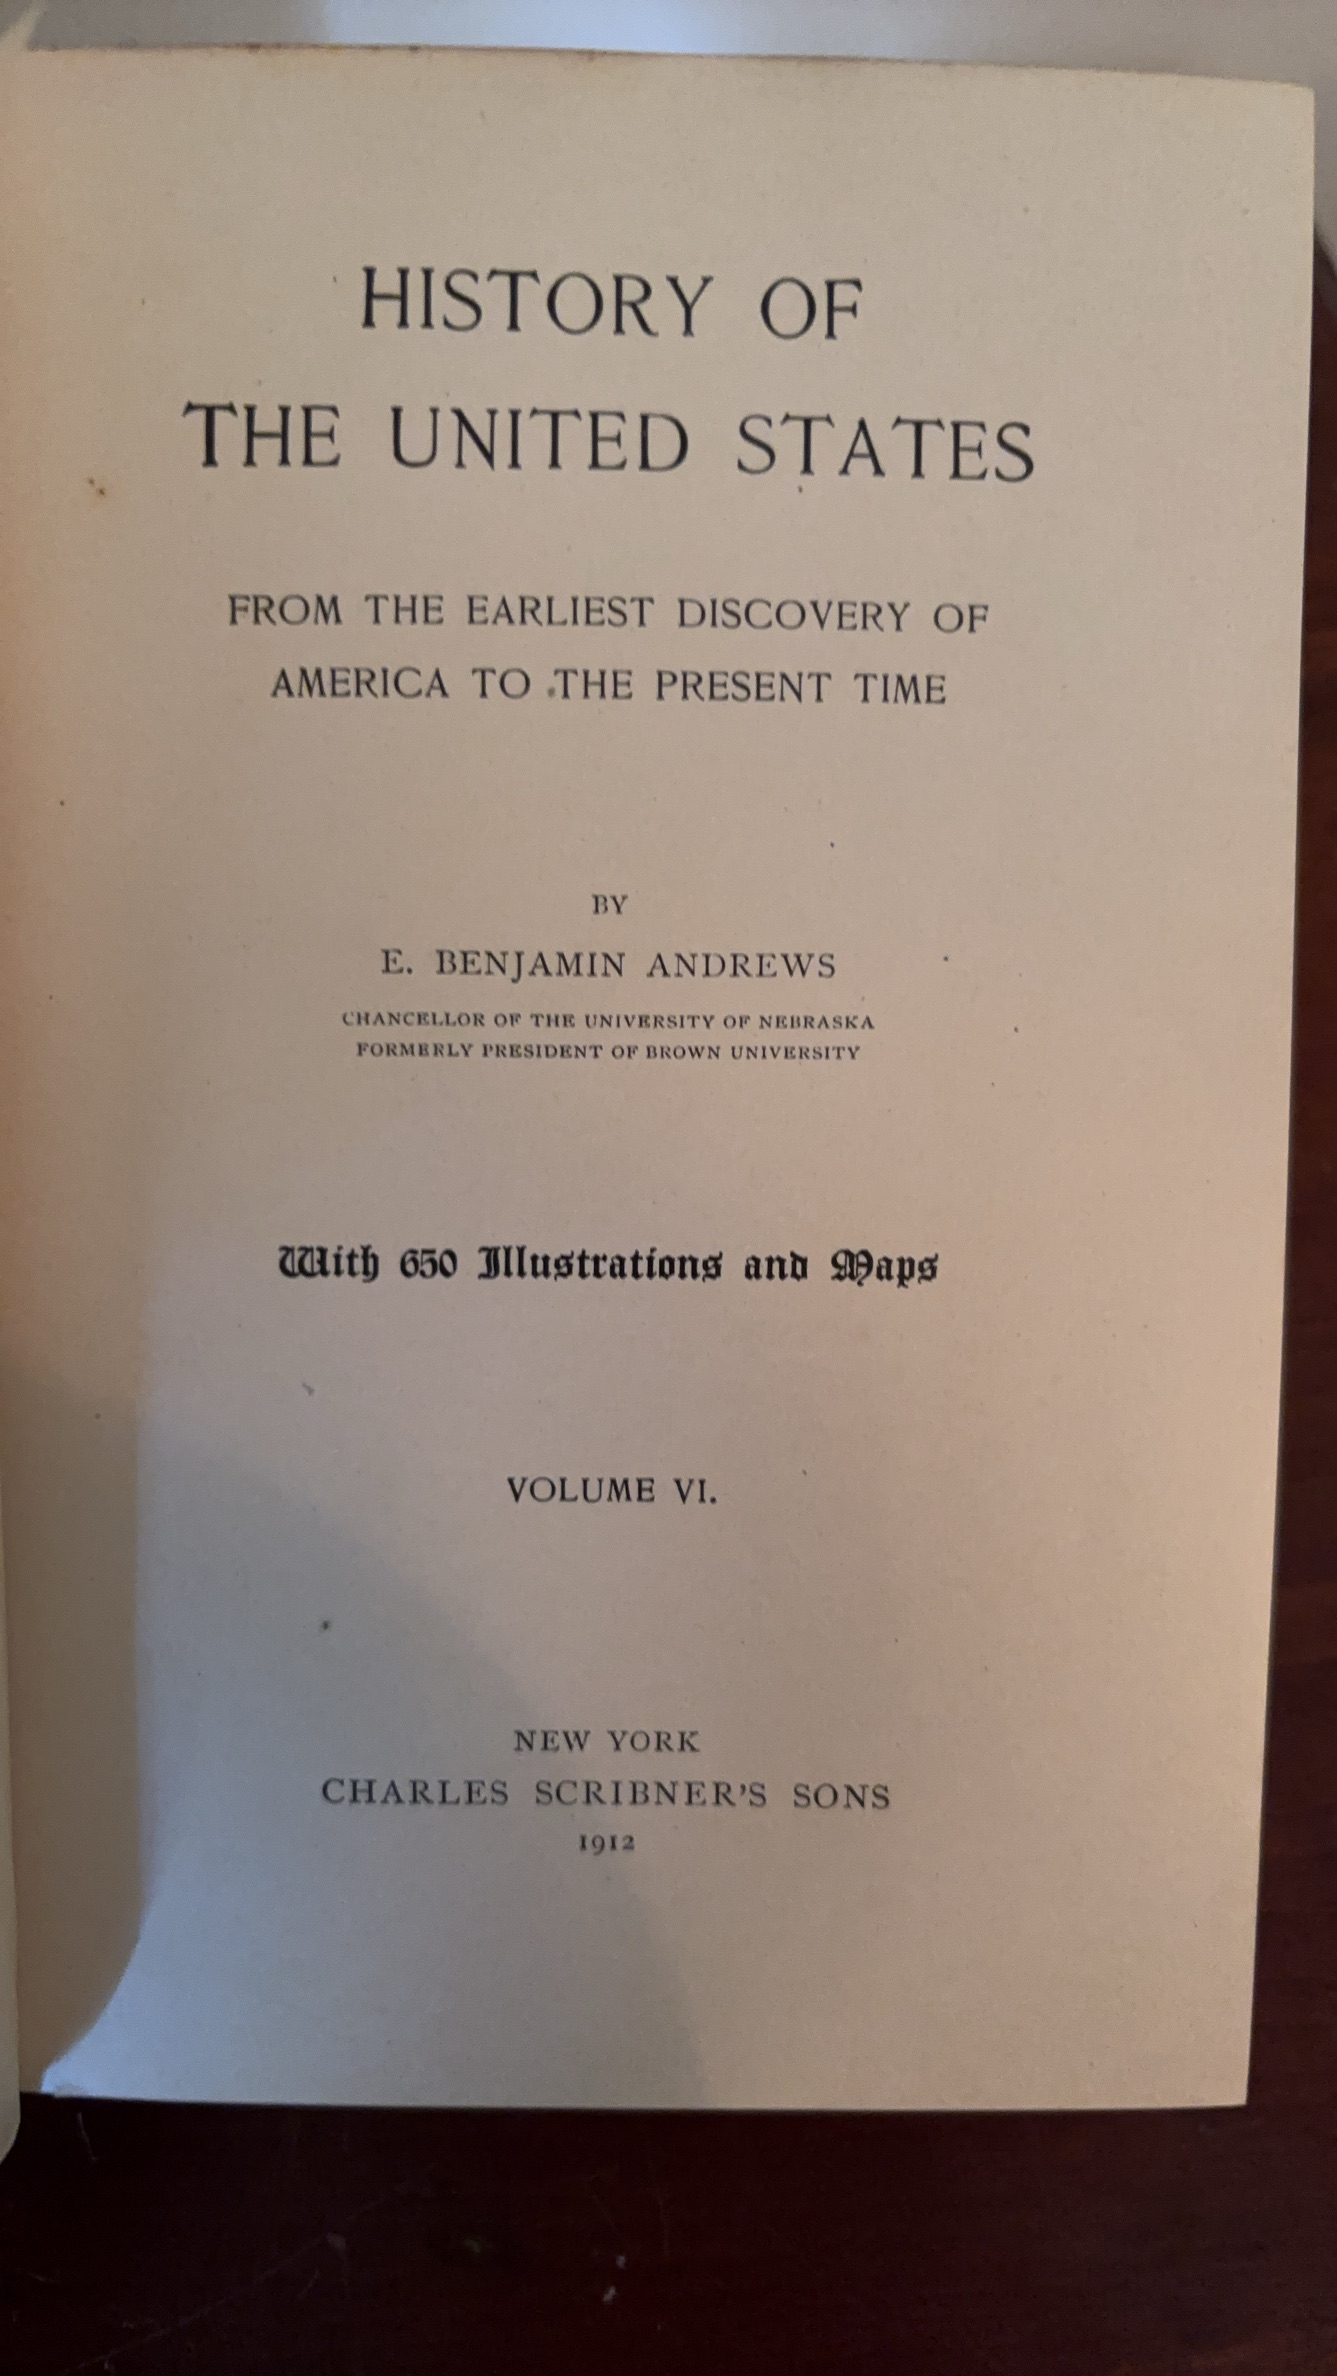 HISTORY OF
THE UNITED STATES
FROM THE EARLIEST DISCOVERY OF
AMERICA TO THE PRESENT TIME
BY
E. BENJAMIN ANDREWS
CHANCELLOR OF THE UNIVERSITY OF NEBRASKA
FORMERLY PRESIDENT OF BROWN UNIVERSITY
With 650 Illustrations and Maps
VOLUME VI.
NEW YORK
CHARLES SCRIBNER'S SONS
1912